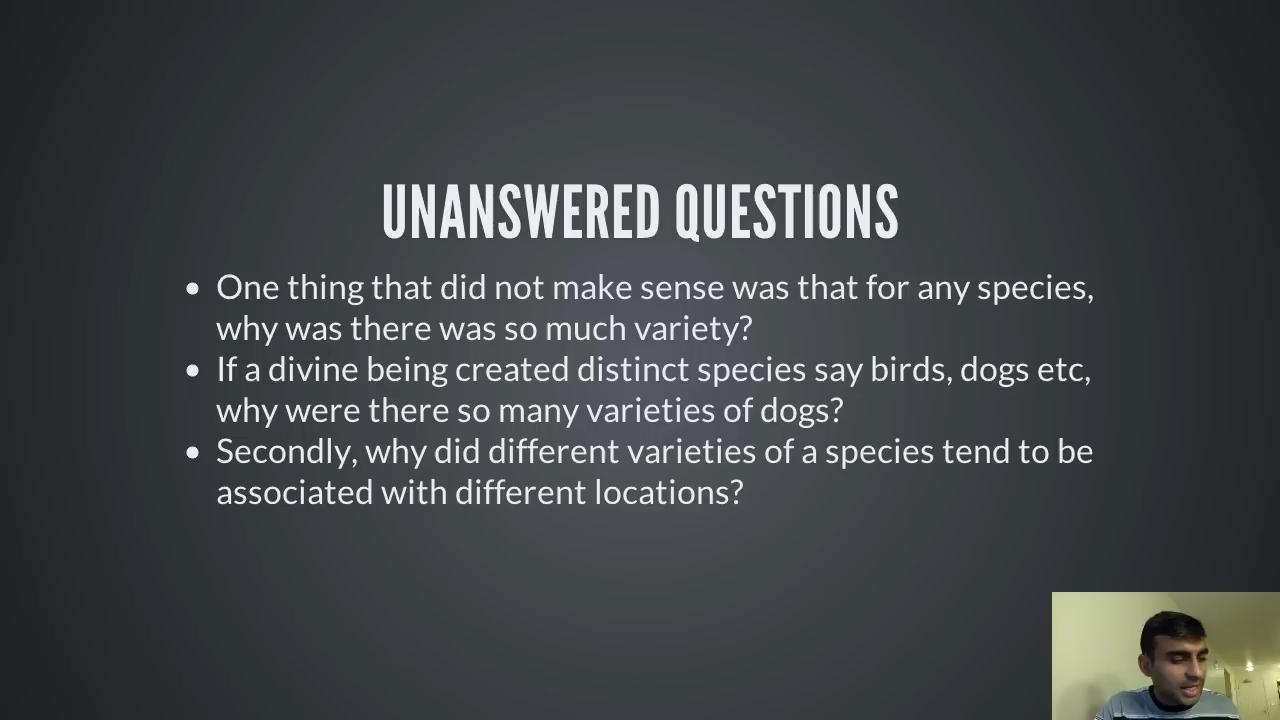 UNANSWERED QUESTIONS
• One thing that did not make sense was that for any species,
why was there was so much variety?
• If a divine being created distinct species say birds, dogs etc,
why were there so many varieties of dogs?
• Secondly, why did different varieties of a species tend to be
associated with different locations?